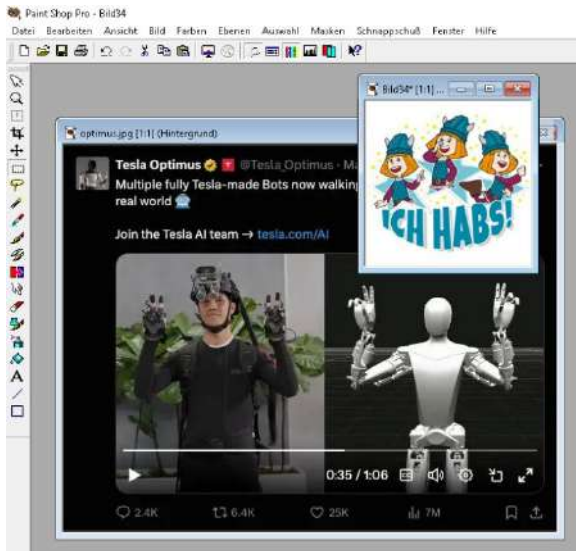 Paint Shop Pro - Bild34
Datei Bearbeiten Ansicht Bild Farben Ebenen Auswahl Masken Schnappschuß Fenster Hilfe
Bild34* [1:1] ...
ICH HABS!
optimus.jpg [1:1] (Hintergrund)
Tesla Optimus @Tesla_Optimus · Ma
Multiple fully Tesla-made Bots now walking
real world
Join the Tesla AI team → tesla.com/AI
0:35 / 1:06
2.4K 6.4K 25K 7M